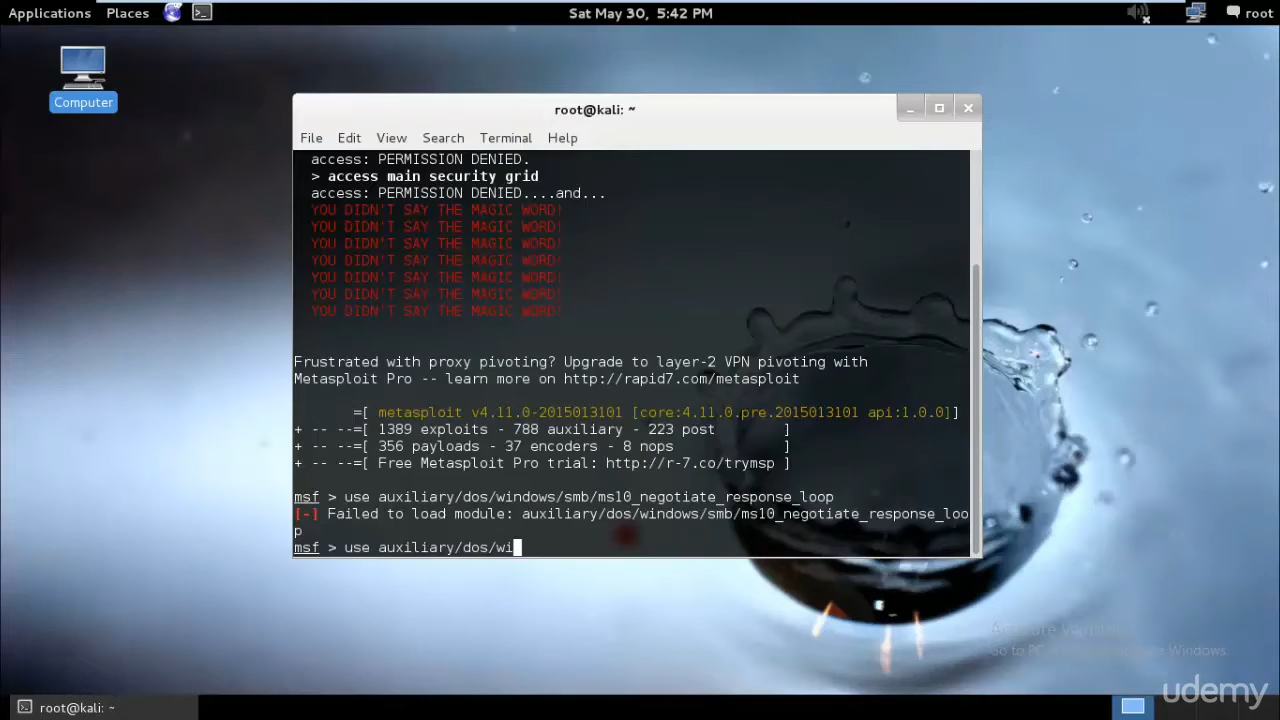 Applications Places Sat May 30, 5:42 PM root
Computer
root@kali: ~
File Edit View Search Terminal Help
access: PERMISSION DENIED.
> access main security grid
access: PERMISSION DENIED....and...
YOU DIDN'T SAY THE MAGIC WORD!
YOU DIDN'T SAY THE MAGIC WORD!
YOU DIDN'T SAY THE MAGIC WORD!
YOU DIDN'T SAY THE MAGIC WORD!
YOU DIDN'T SAY THE MAGIC WORD!
YOU DIDN'T SAY THE MAGIC WORD!
YOU DIDN'T SAY THE MAGIC WORD!
Frustrated with proxy pivoting? Upgrade to layer-2 VPN pivoting with
Metasploit Pro -- learn more on http://rapid7.com/metasploit
=[ metasploit v4.11.0-2015013101 [core:4.11.0.pre.2015013101 api:1.0.0]]
+ -- --=[ 1389 exploits - 788 auxiliary - 223 post ]
+ -- --=[ 356 payloads - 37 encoders - 8 nops ]
+ -- --=[ Free Metasploit Pro trial: http://r-7.co/trymsp ]
msf > use auxiliary/dos/windows/smb/ms10_negotiate_response_loop
[-] Failed to load module: auxiliary/dos/windows/smb/ms10_negotiate_response_loo
p
msf > use auxiliary/dos/wi
Go to PC Windows.
udemy
root@kali: ~